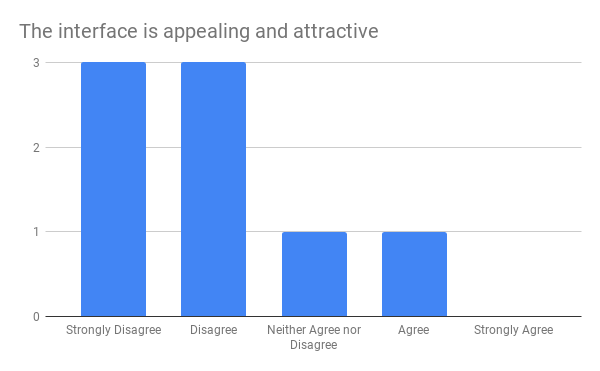 The interface is appealing and attractive
3
2
1
0
Strongly Disagree
Disagree
Neither Agree nor
Disagree
Agree
Strongly Agree